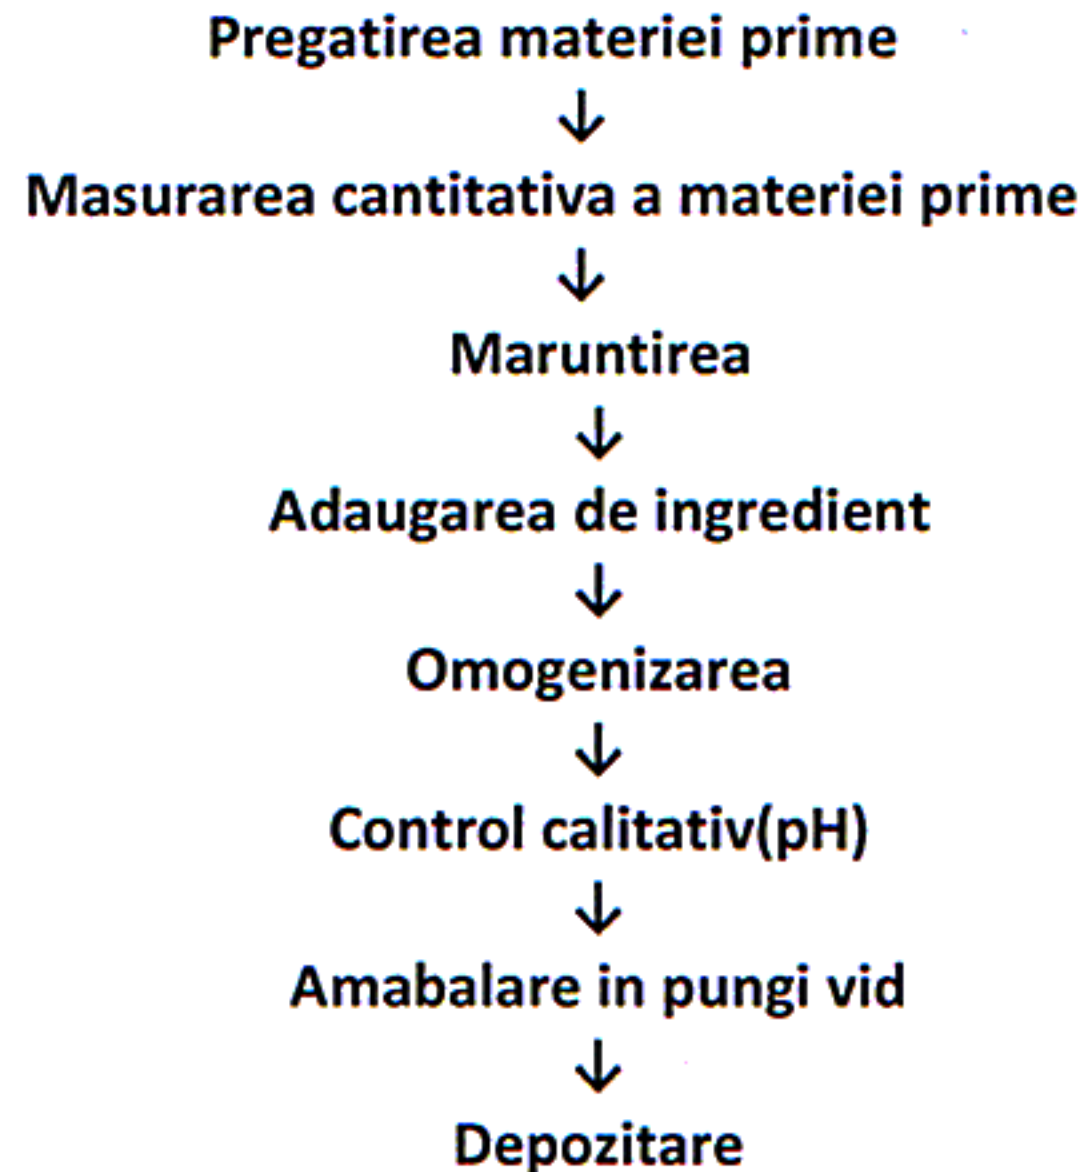 Pregatirea materiei prime
↓
Masurarea cantitativa a materiei prime
↓
Maruntirea
↓
Adaugarea de ingredient
↓
Omogenizarea
↓
Control calitativ(pH)
↓
Amabalare in pungi vid
↓
Depozitare